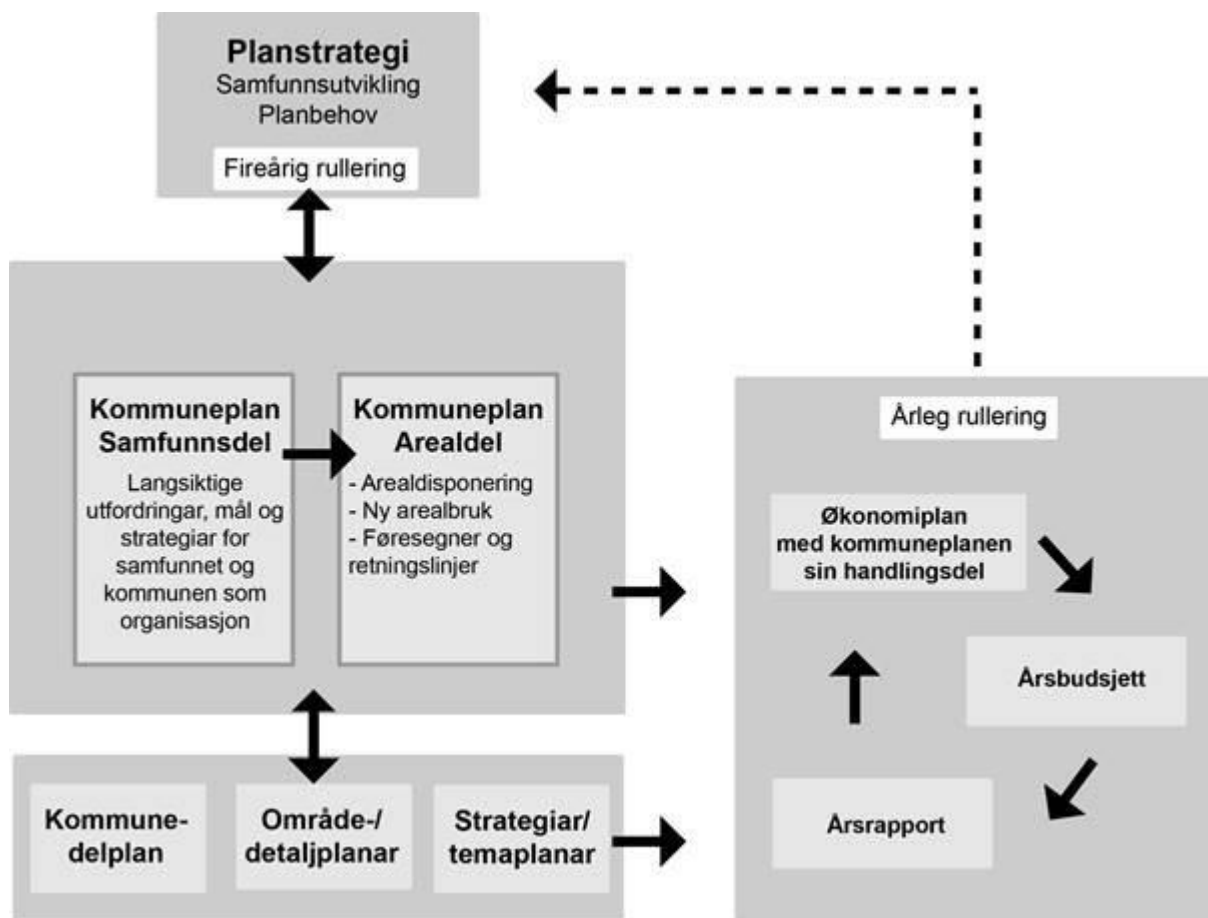 Planstrategi
Samfunnsutvikling
Planbehov
Fireårig rullering
Kommuneplan
Samfunnsdel
Langsiktige
utfordringar, mål og
strategiar for
samfunnet og
kommunen som
organisasjon
Kommuneplan
Arealdel
- Arealdisponering
- Ny arealbruk
- Føresegner og
retningslinjer
Kommune-
delplan
Område-/
detaljplanar
Strategiar/
temaplanar
Årleg rullering
Økonomiplan
med kommuneplanen
sin handlingsdel
Årsbudsjett
Årsrapport